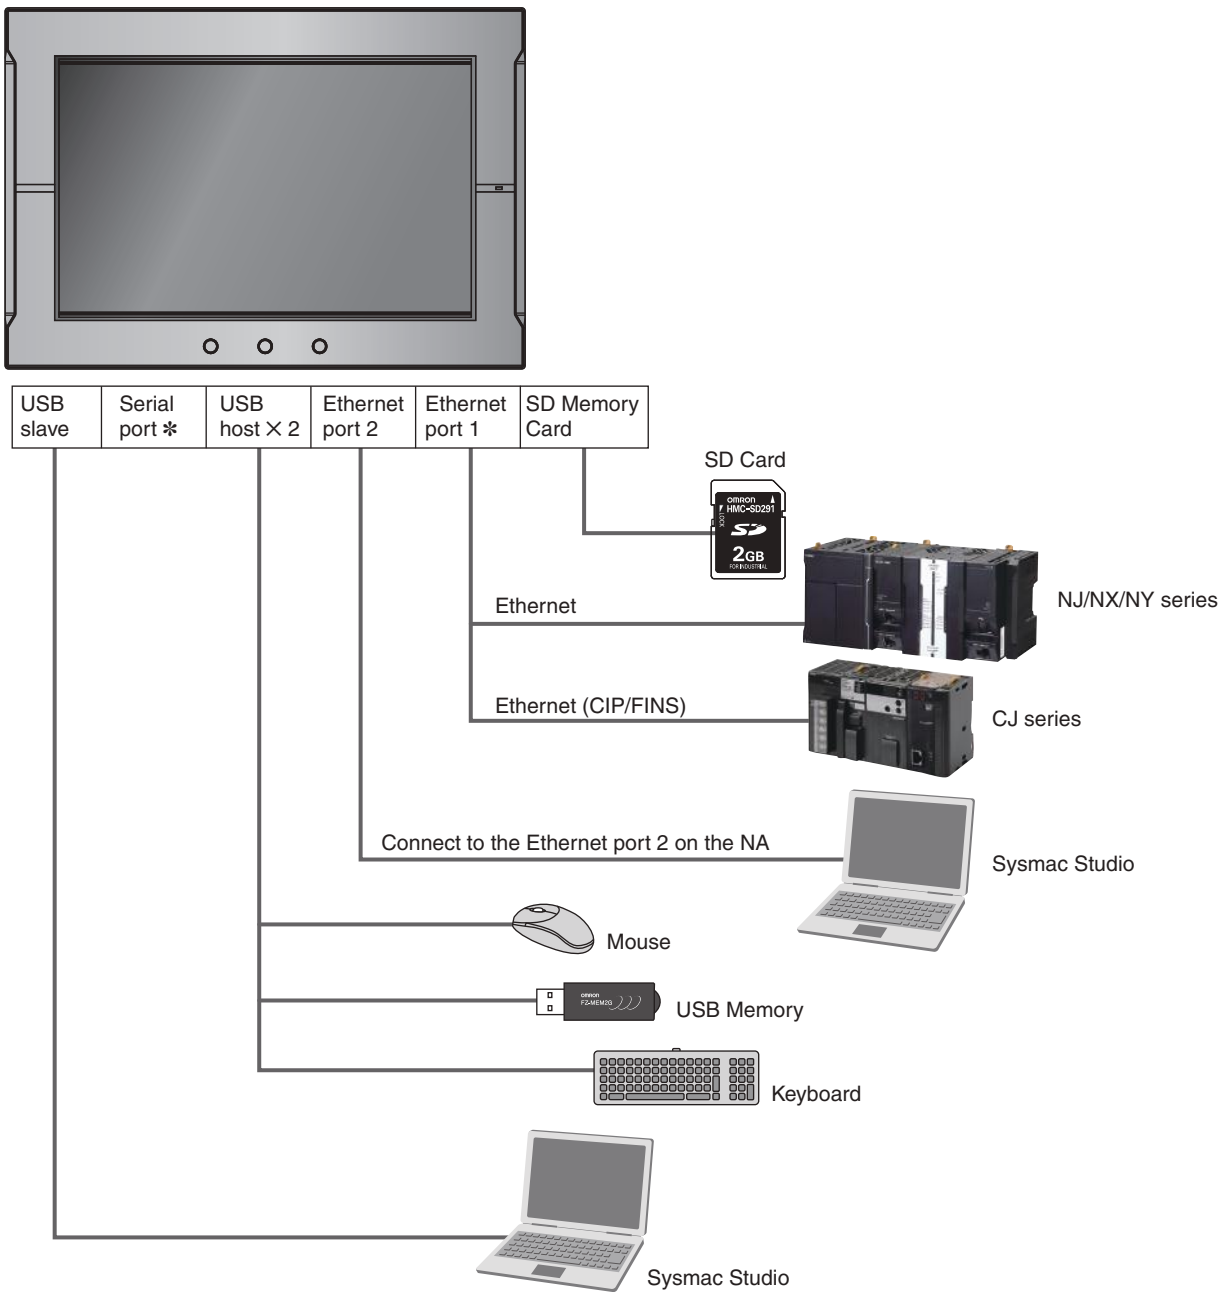 USB slave
Serial port ✻
USB host × 2
Ethernet port 2
Ethernet port 1
SD Memory Card
SD Card
OMRON
HMC-SD291
LOCK
SD
2GB
FOR INDUSTRIAL
Ethernet
NJ/NX/NY series
Ethernet (CIP/FINS)
CJ series
Connect to the Ethernet port 2 on the NA
Sysmac Studio
Mouse
OMRON
FZ-MEM2G
USB Memory
Keyboard
Sysmac Studio